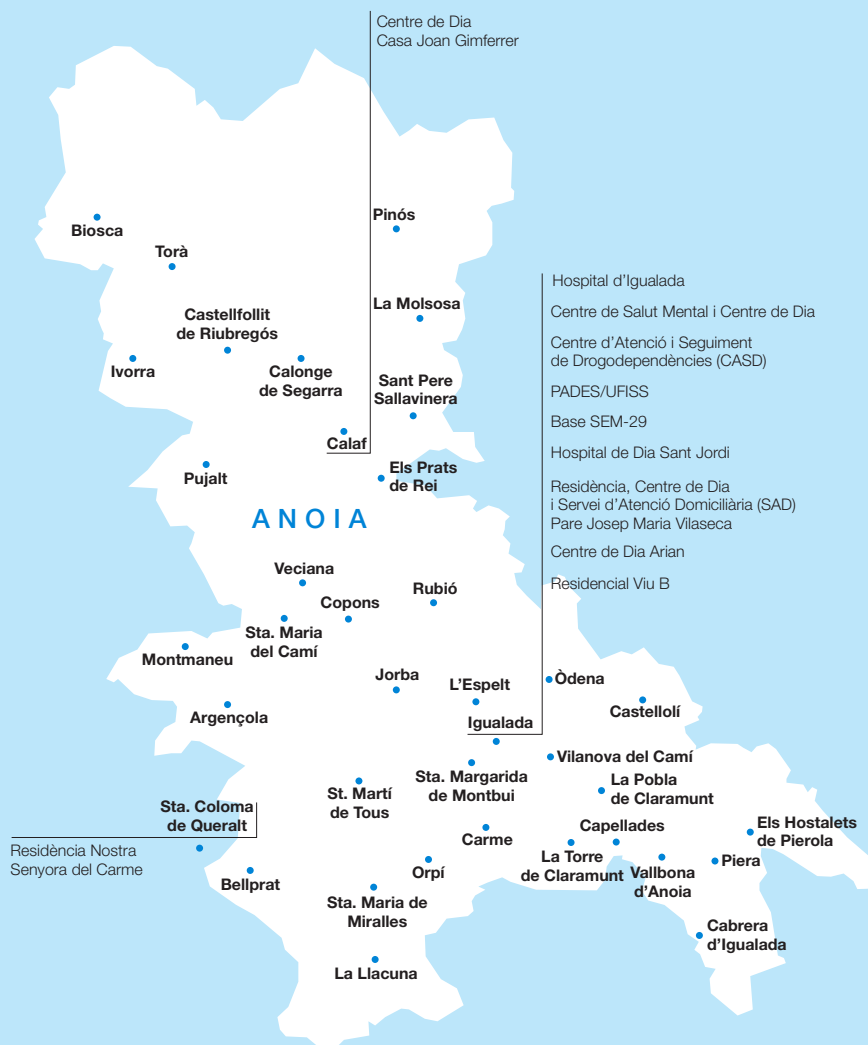 Centre de Dia
Casa Joan Gimferrer
Biosca
Pinós
Torà
Hospital d’Igualada
La Molsosa
Centre de Salut Mental i Centre de Dia
Castellfollit
de Riubregós
Centre d’Atenció i Seguiment
de Drogodependències (CASD)
Ivorra
Calonge
de Segarra
Sant Pere
Sallavinera
PADES/UFISS
Base SEM-29
Calaf
Hospital de Dia Sant Jordi
Pujalt
Els Prats
de Rei
Residència, Centre de Dia
i Servei d’Atenció Domiciliària (SAD)
Pare Josep Maria Vilaseca
ANOIA
Centre de Dia Arian
Veciana
Residencial Viu B
Rubió
Copons
Sta. Maria
del Camí
Montmaneu
Jorba
L’Espelt
Òdena
Argençola
Castellolí
Igualada
Vilanova del Camí
Sta. Margarida
de Montbui
St. Martí
de Tous
La Pobla
de Claramunt
Sta. Coloma
de Queralt
Els Hostalets
de Pierola
Carme
Capellades
Residència Nostra
Senyora del Carme
La Torre
de Claramunt
Piera
Orpí
Vallbona
d’Anoia
Bellprat
Sta. Maria de
Miralles
Cabrera
d’Igualada
La Llacuna